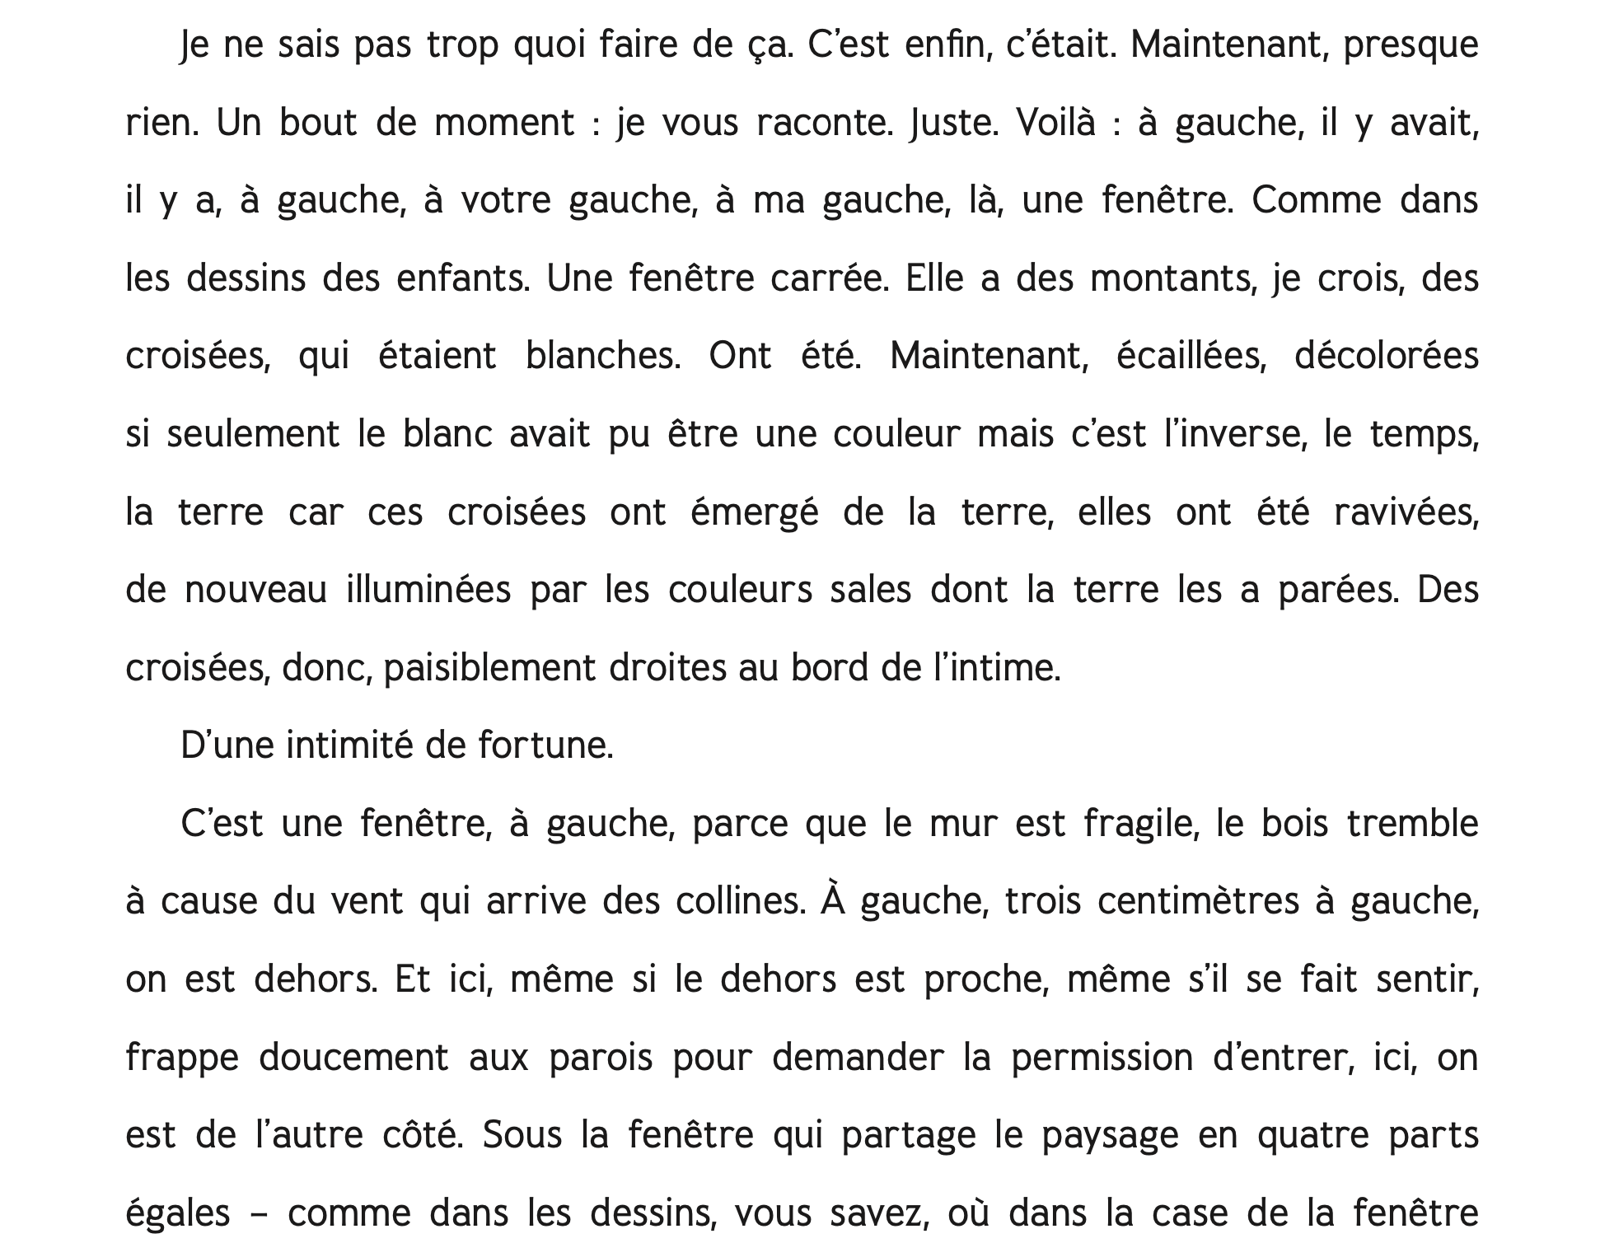 Je ne sais pas trop quoi faire de ça. C’est enfin, c’était. Maintenant, presque
rien. Un bout de moment : je vous raconte. Juste. Voilà : à gauche, il y avait,
il y a, à gauche, à votre gauche, à ma gauche, là, une fenêtre. Comme dans
les dessins des enfants. Une fenêtre carrée. Elle a des montants, je crois, des
croisées, qui étaient blanches. Ont été. Maintenant, écaillées, décolorées
si seulement le blanc avait pu être une couleur mais c’est l’inverse, le temps,
la terre car ces croisées ont émergé de la terre, elles ont été ravivées,
de nouveau illuminées par les couleurs sales dont la terre les a parées. Des
croisées, donc, paisiblement droites au bord de l’intime.
D’une intimité de fortune.
C’est une fenêtre, à gauche, parce que le mur est fragile, le bois tremble
à cause du vent qui arrive des collines. À gauche, trois centimètres à gauche,
on est dehors. Et ici, même si le dehors est proche, même s’il se fait sentir,
frappe doucement aux parois pour demander la permission d’entrer, ici, on
est de l’autre côté. Sous la fenêtre qui partage le paysage en quatre parts
égales – comme dans les dessins, vous savez, où dans la case de la fenêtre